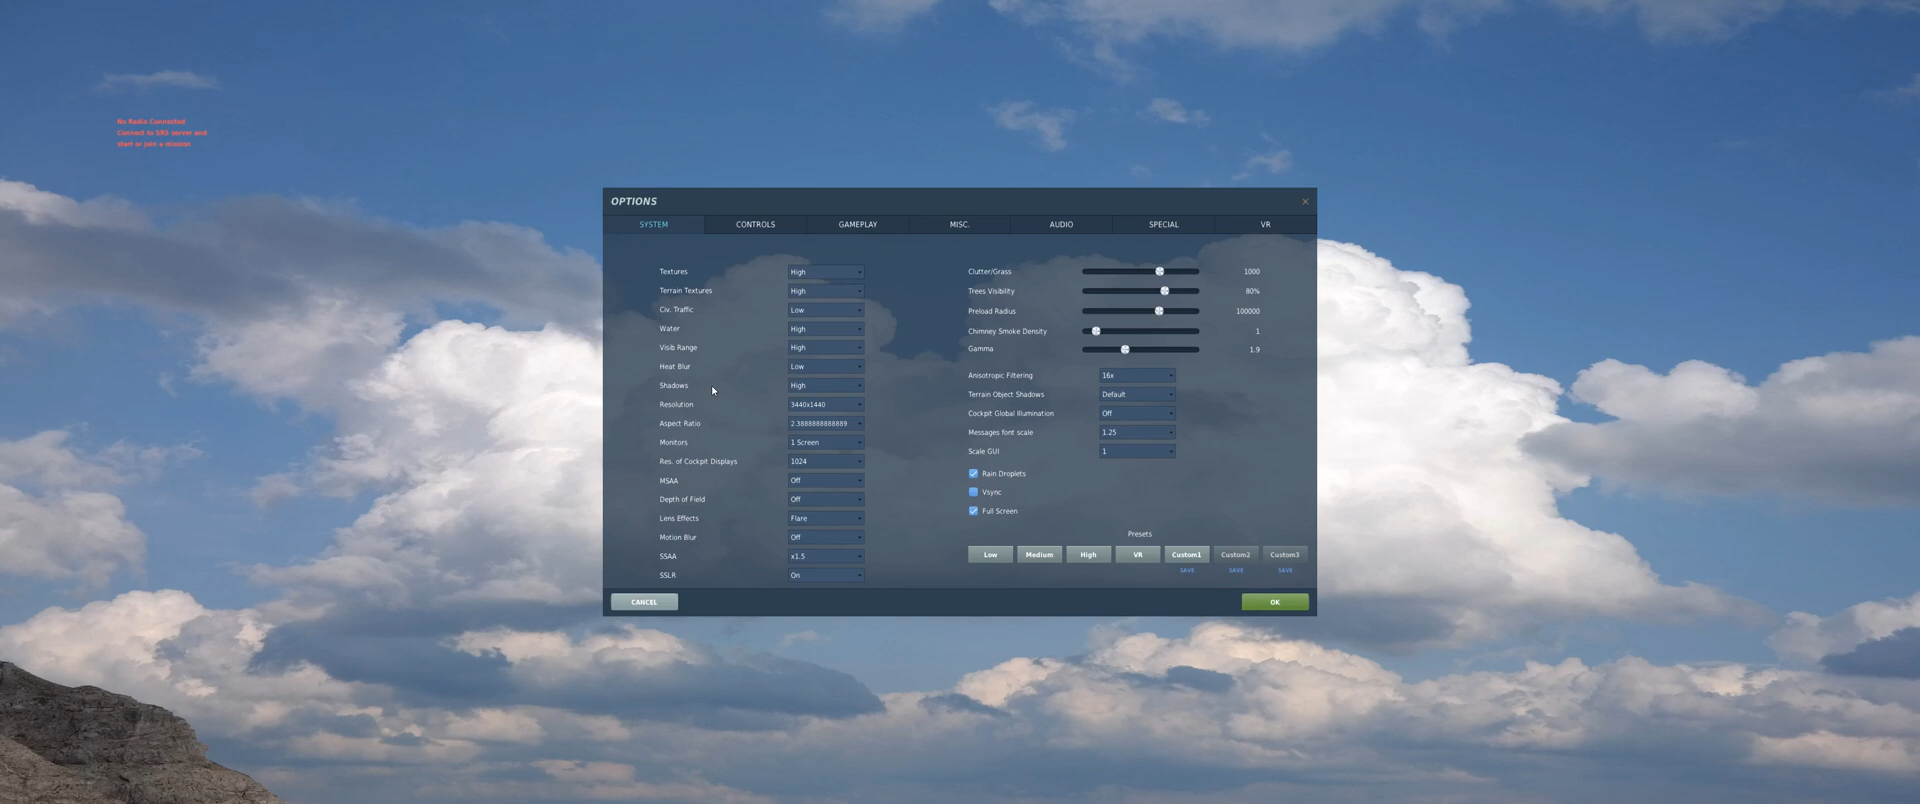 No Radio Connected
Connect to SRS server and
start or join a mission
OPTIONS
SYSTEM CONTROLS GAMEPLAY MISC. AUDIO SPECIAL VR
Textures High
Terrain Textures High
Civ. Traffic Low
Water High
Visib Range High
Heat Blur Low
Shadows High
Resolution 3440x1440
Aspect Ratio 2.3888888888889
Monitors 1 Screen
Res. of Cockpit Displays 1024
MSAA Off
Depth of Field Off
Lens Effects Flare
Motion Blur Off
SSAA x1.5
SSLR On
Clutter/Grass 1000
Trees Visibility 80%
Preload Radius 100000
Chimney Smoke Density 1
Gamma 1.9
Anisotropic Filtering 16x
Terrain Object Shadows Default
Cockpit Global Illumination Off
Messages font scale 1.25
Scale GUI 1
Rain Droplets
Vsync
Full Screen
Presets
Low Medium High VR Custom1 Custom2 Custom3
SAVE SAVE SAVE
CANCEL OK